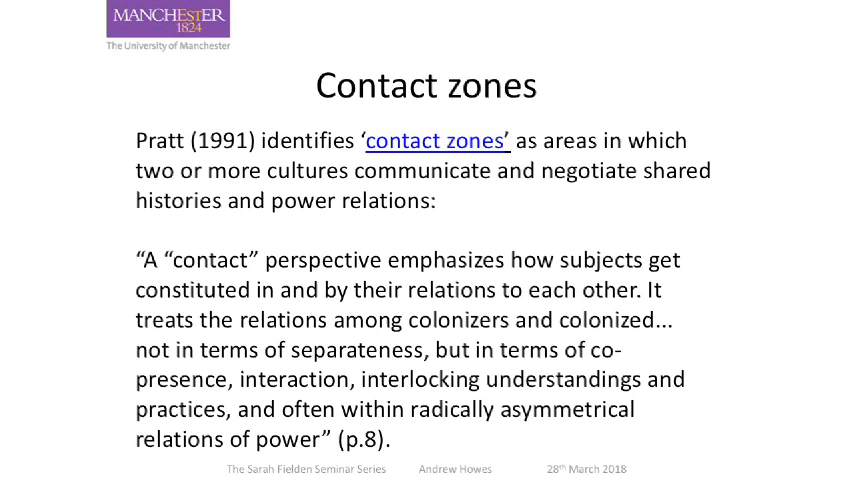 MANCHESTER
1824
The University of Manchester
Contact zones
Pratt (1991) identifies ‘contact zones’ as areas in which
two or more cultures communicate and negotiate shared
histories and power relations:
“A “contact” perspective emphasizes how subjects get
constituted in and by their relations to each other. It
treats the relations among colonizers and colonized...
not in terms of separateness, but in terms of co-
presence, interaction, interlocking understandings and
practices, and often within radically asymmetrical
relations of power” (p.8).
The Sarah Fielden Seminar Series Andrew Howes 28th March 2018